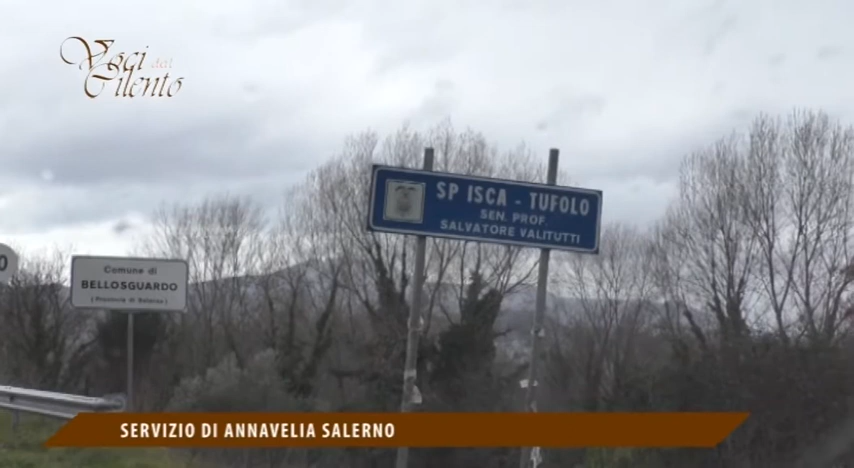 Voci del
Cilento
SP ISCA - TUFOLO
SEN. PROF.
SALVATORE VALITUTTI
0
Comune di
BELLOSGUARDO
(Provincia di Salerno)
SERVIZIO DI ANNAVELIA SALERNO